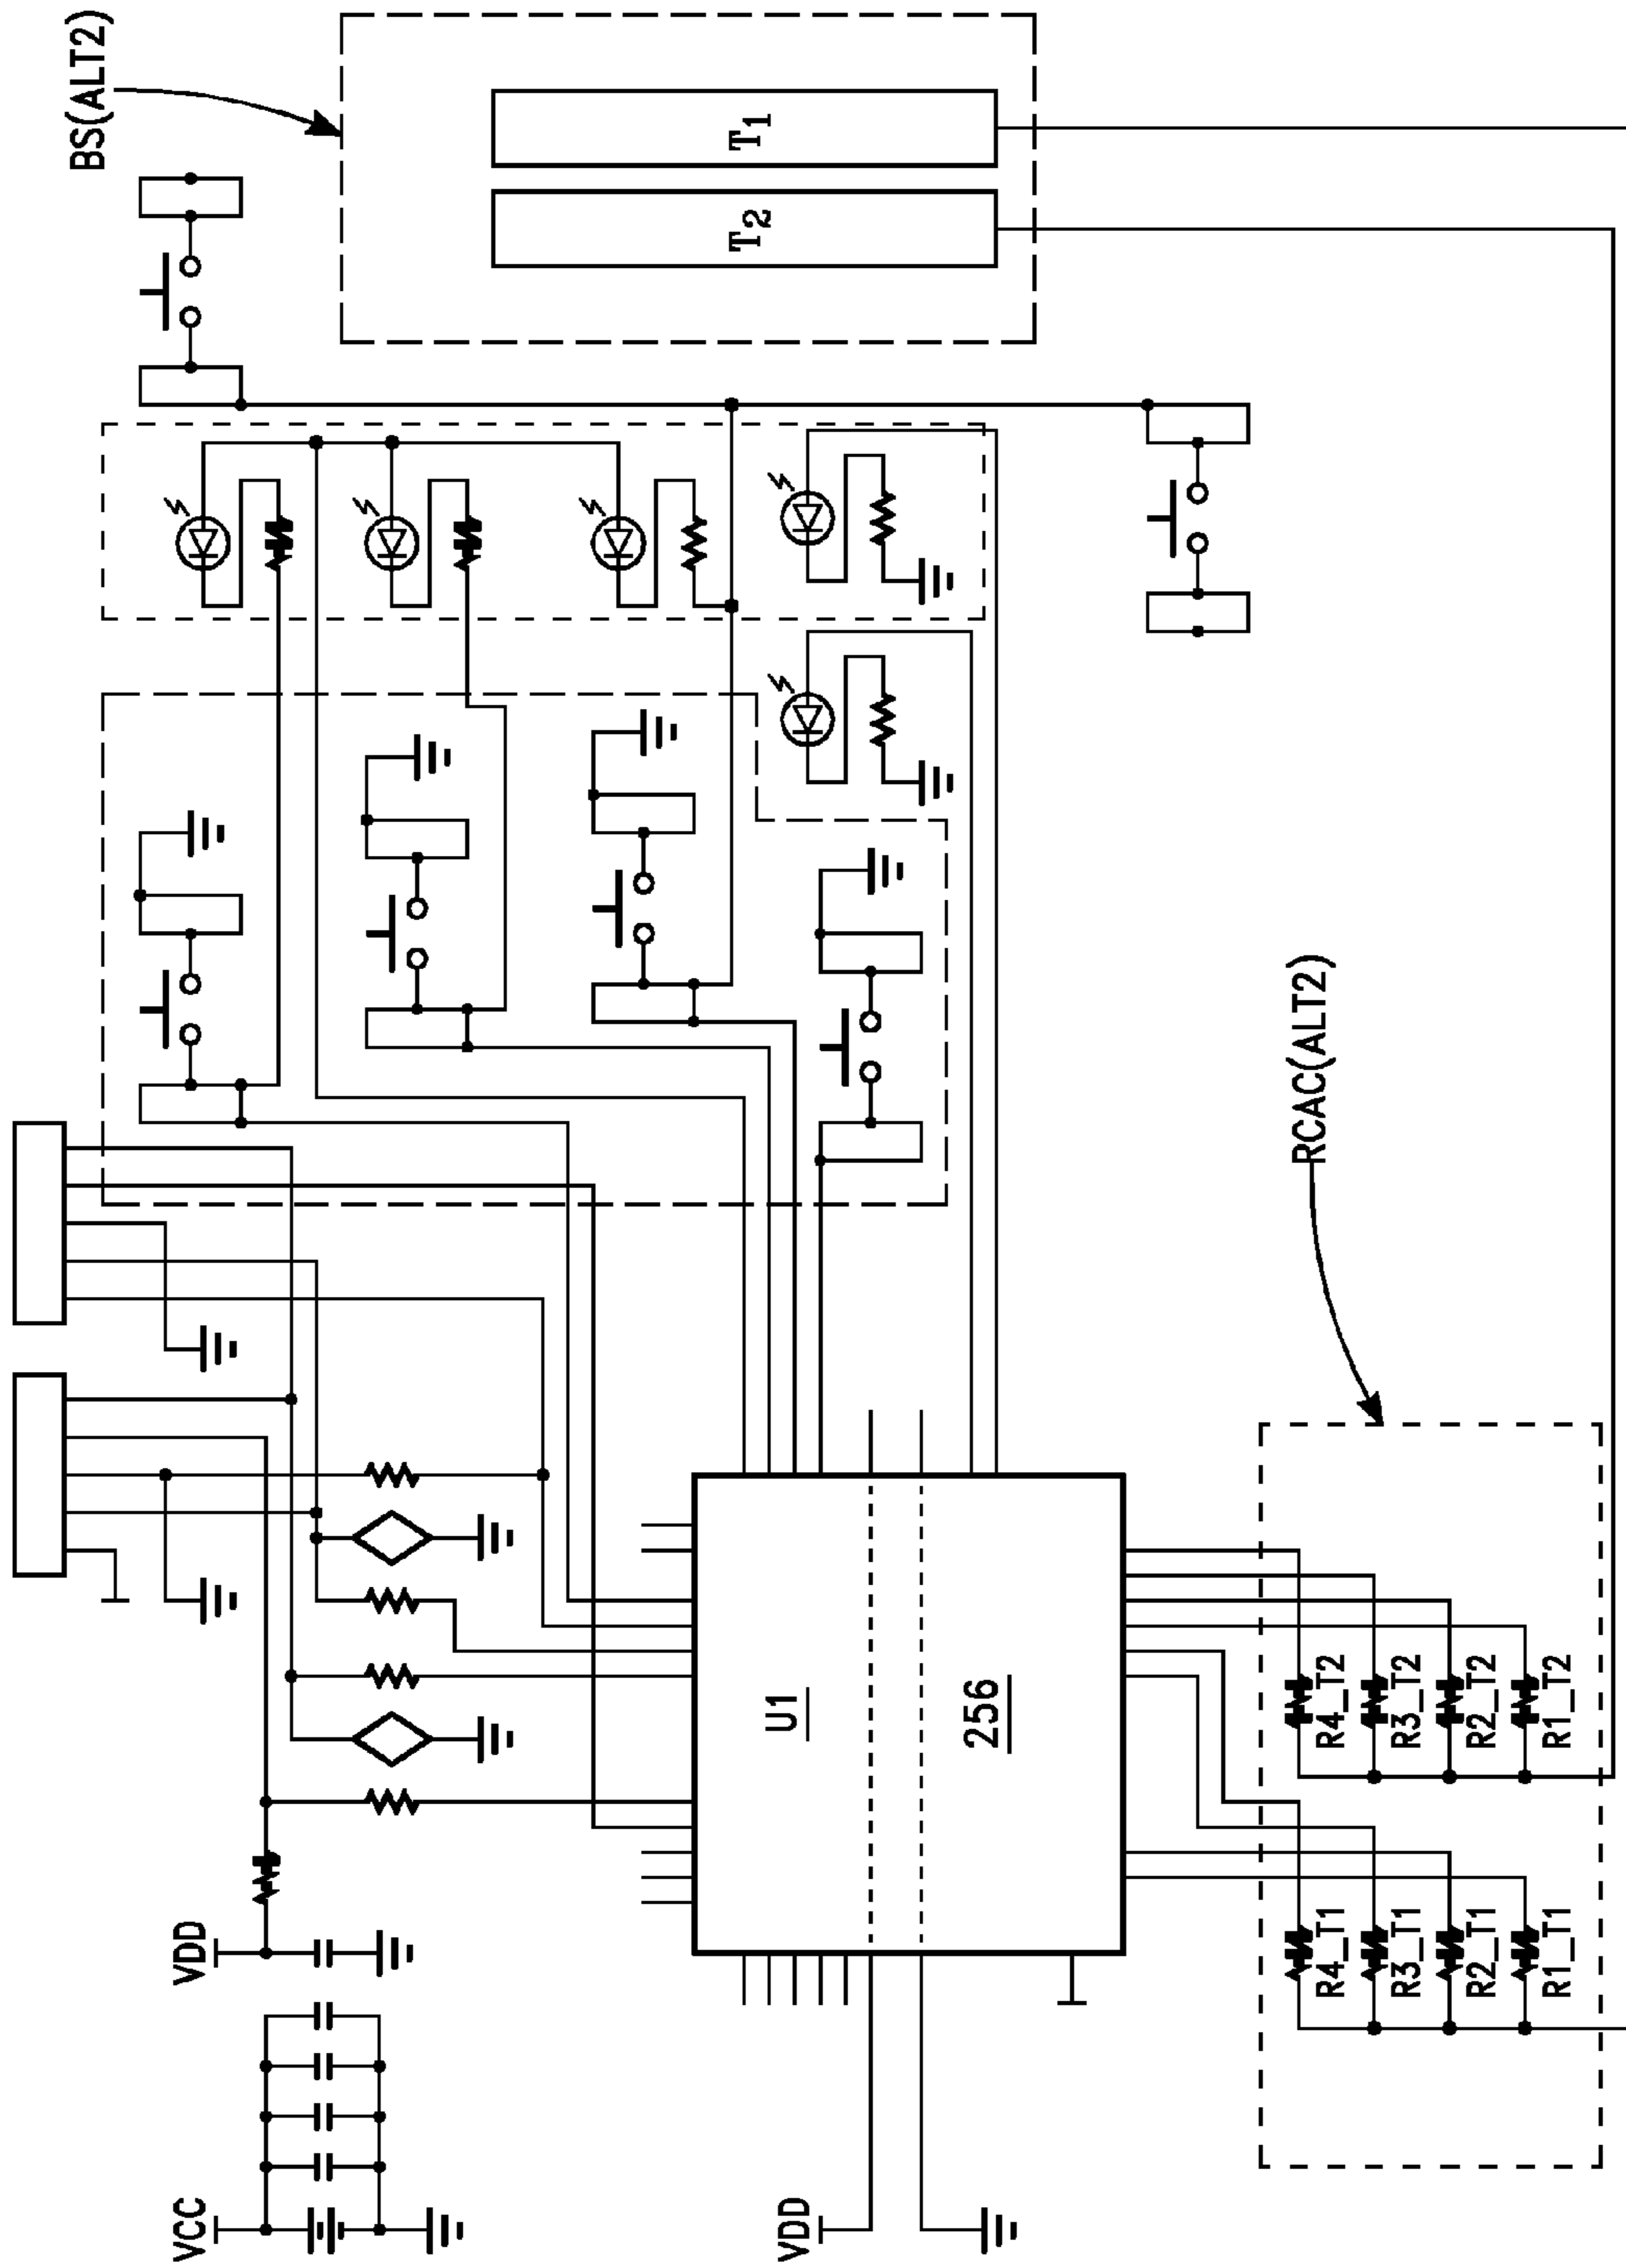 BS(ALT2)
VCC
VDD
T2
T1
VDD
U1
256
RCAC(ALT2)
R4_T1
R4_T2
R3_T1
R3_T2
R2_T1
R2_T2
R1_T1
R1_T2